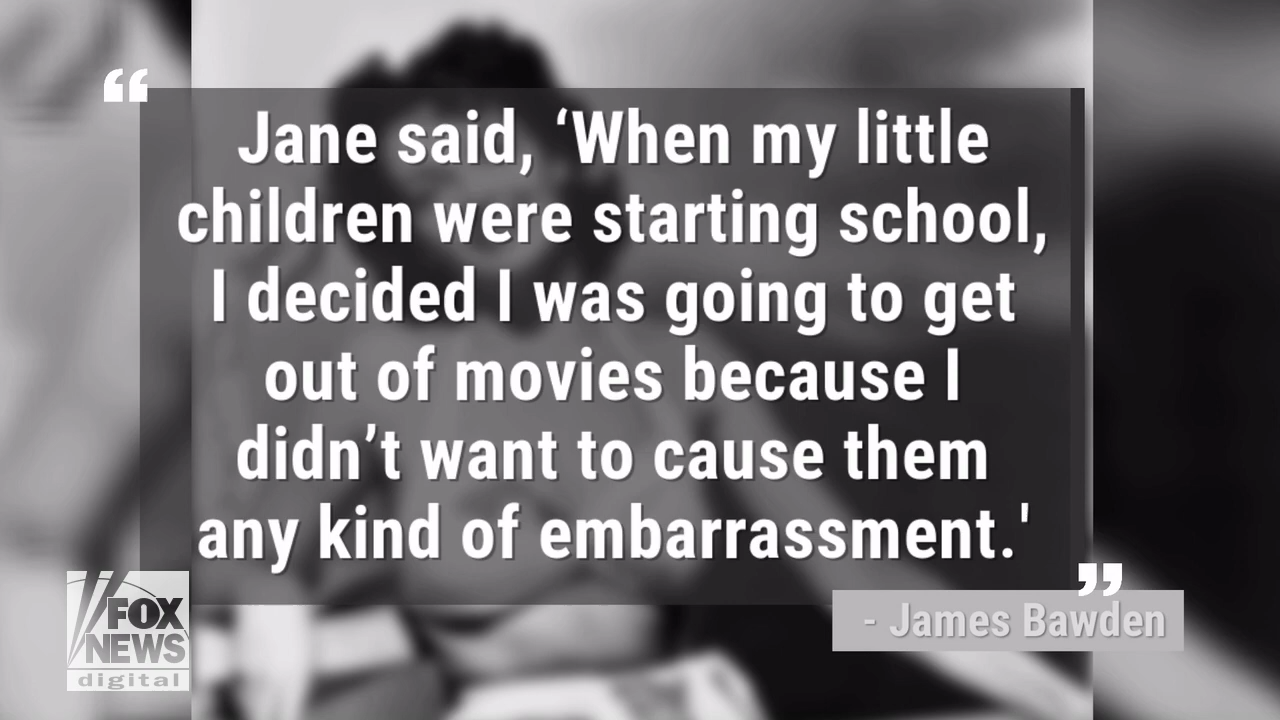 “
Jane said, ‘When my little
children were starting school,
I decided I was going to get
out of movies because I
didn’t want to cause them
any kind of embarrassment.'
”
- James Bawden
FOX
NEWS
digital